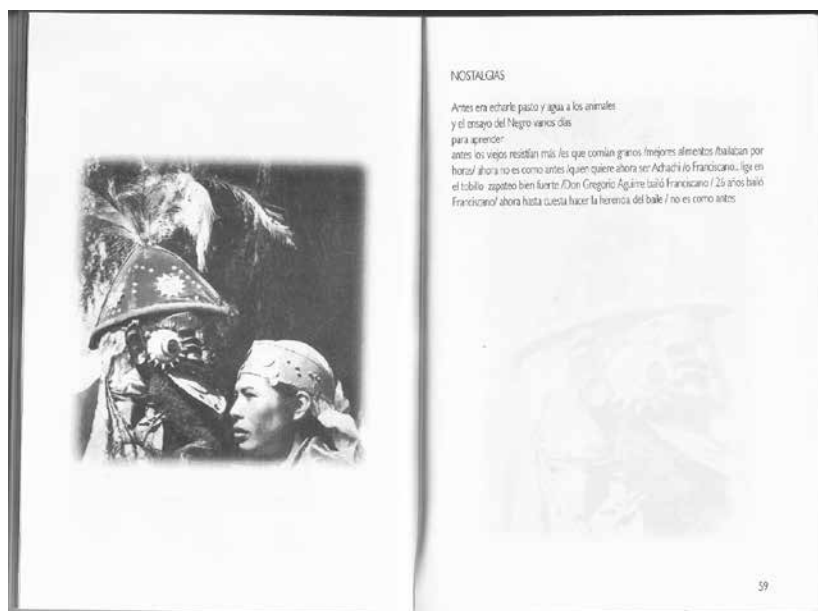 NOSTALGIAS
Antes era echarle pasto y agua a los animales
y el ensayo del Negro varios días
para aprender
antes los viejos resistían más /es que comían granos /mejores alimentos /bailaban por
horas/ ahora no es como antes /quien quiere ahora ser Achachi /o Franciscano.. liga en
el tobillo zapateo bien fuerte /Don Gregorio Aguirre bailó Franciscano / 26 años bailó
Franciscano/ ahora hasta cuesta hacer la herencia del baile / no es como antes
59